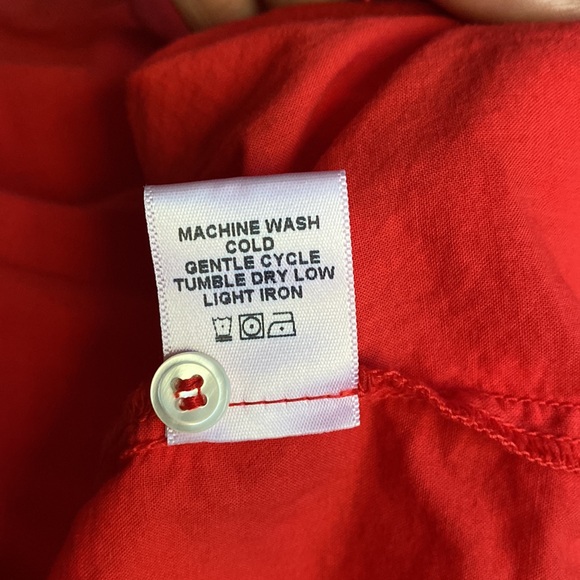 MACHINE WASH
COLD
GENTLE CYCLE
TUMBLE DRY LOW
LIGHT IRON